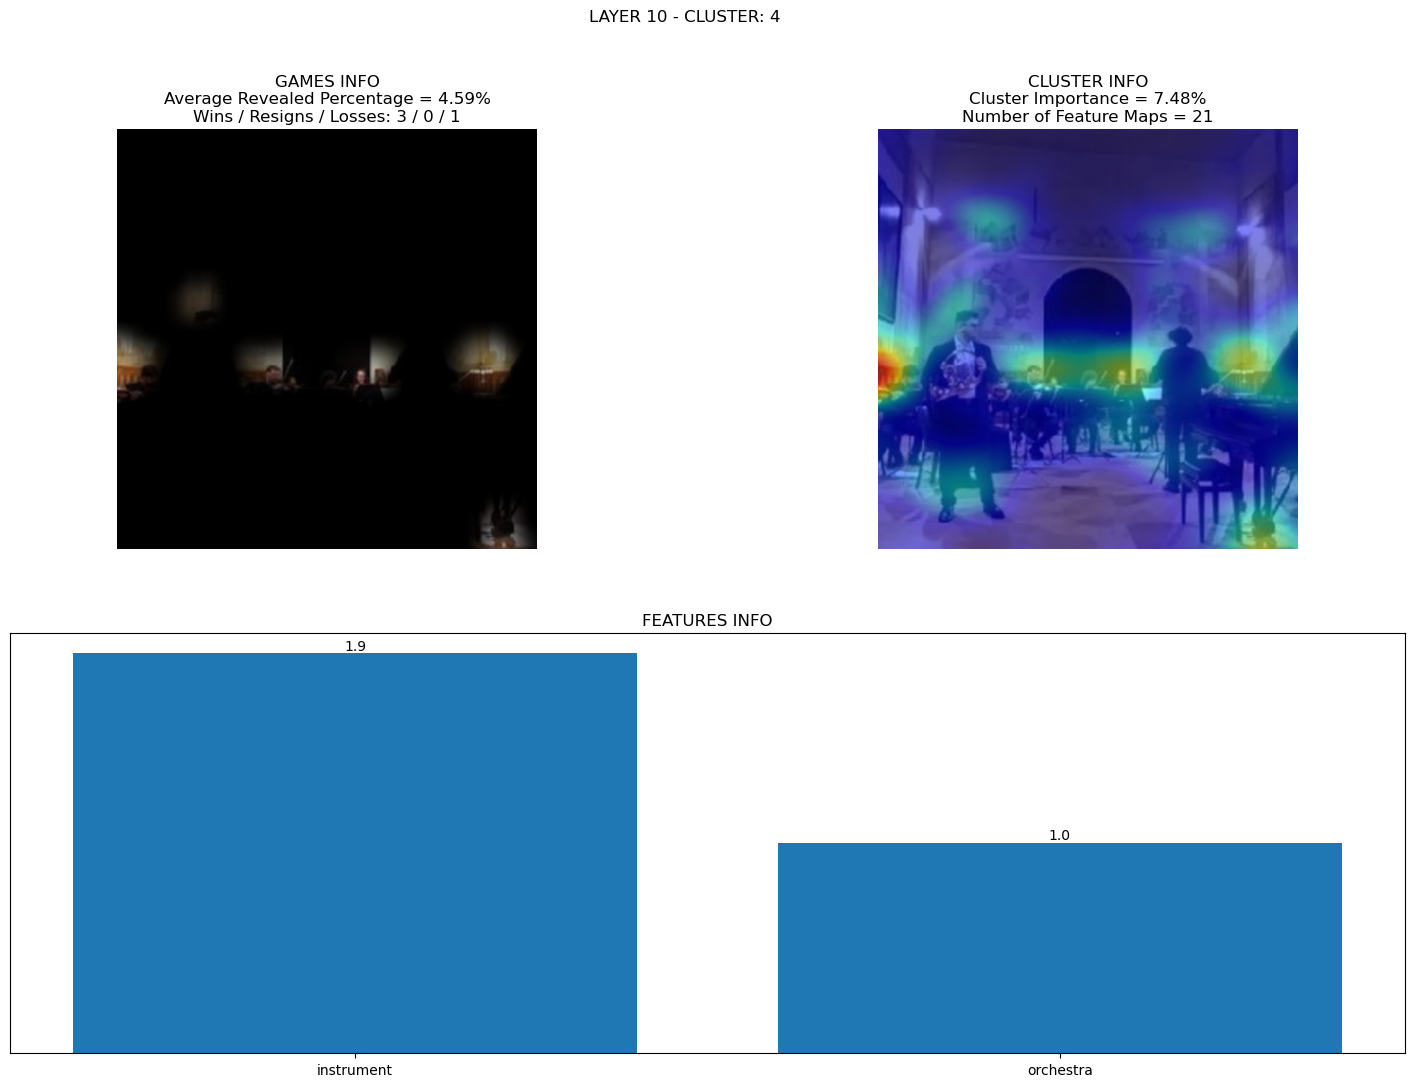 LAYER 10 - CLUSTER: 4
GAMES INFO
Average Revealed Percentage = 4.59%
Wins / Resigns / Losses: 3 / 0 / 1
CLUSTER INFO
Cluster Importance = 7.48%
Number of Feature Maps = 21
FEATURES INFO
1.9
1.0
instrument
orchestra